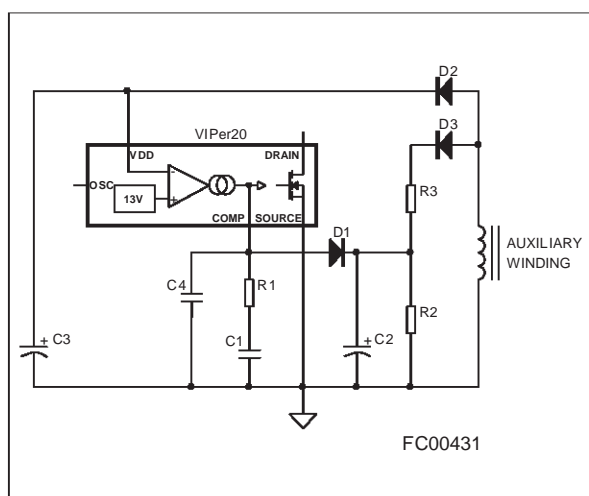 D2
D3
VIPer20
VDD
DRAIN
OSC
-
13V
+
COMP SOURCE
R3
D1
AUXILIARY
WINDING
C4
R1
R2
+
C3
C1
+
C2
FC00431